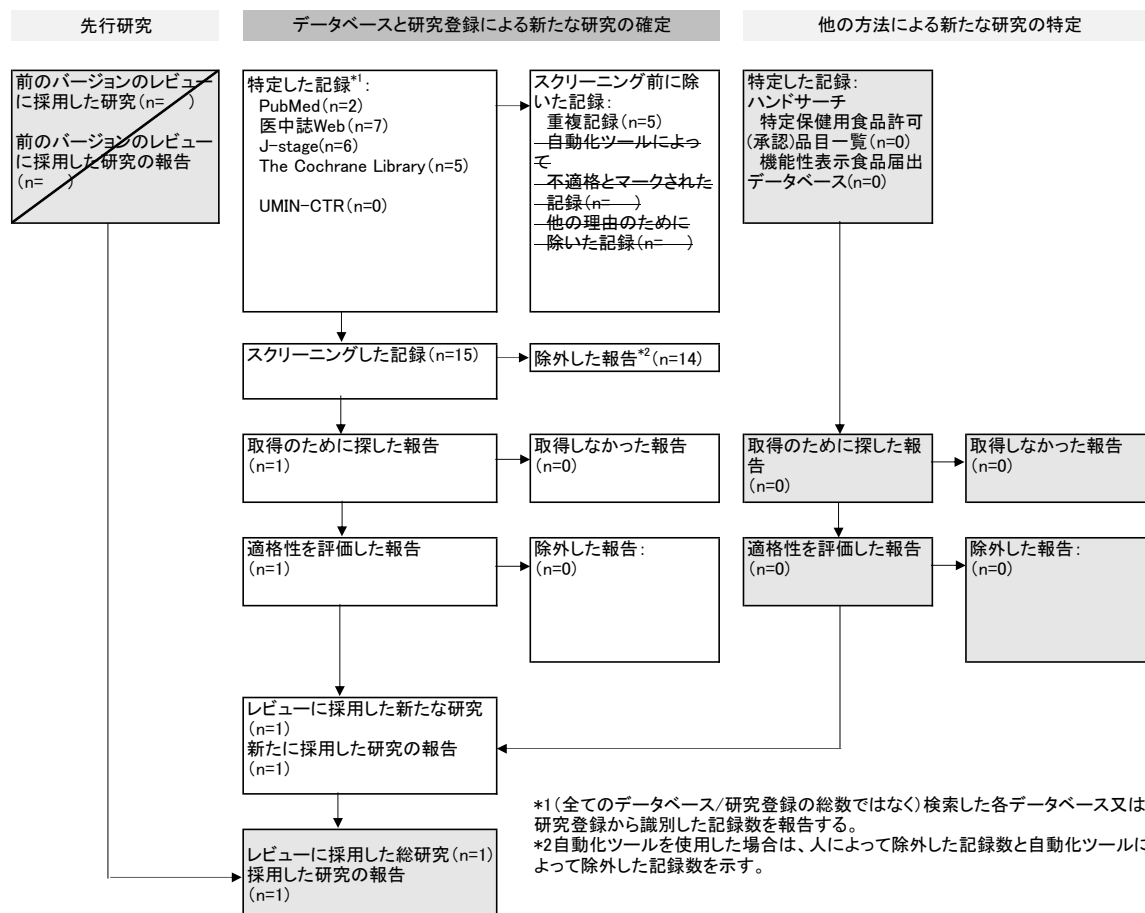 先行研究
データベースと研究登録による新たな研究の確定
他の方法による新たな研究の特定
前のバージョンのレビュー
に採用した研究(n=　　)
前のバージョンのレビュー
に採用した研究の報告
(n=　　)
特定した記録*1:
PubMed(n=2)
医中誌Web(n=7)
J-stage(n=6)
The Cochrane Library(n=5)
UMIN-CTR(n=0)
スクリーニング前に除
いた記録:
重複記録(n=5)
自動化ツールによっ
て
不適格とマークされた
記録(n=　　)
他の理由のために
除いた記録(n=　　)
特定した記録:
ハンドサーチ
特定保健用食品許可
(承認)品目一覧(n=0)
機能性表示食品届出
データベース(n=0)
スクリーニングした記録(n=15)
除外した報告*2(n=14)
取得のために探した報告
(n=1)
取得しなかった報告
(n=0)
取得のために探した報
告
(n=0)
取得しなかった報告
(n=0)
適格性を評価した報告
(n=1)
除外した報告:
(n=0)
適格性を評価した報告
(n=0)
除外した報告:
(n=0)
レビューに採用した新たな研究
(n=1)
新たに採用した研究の報告
(n=1)
レビューに採用した総研究(n=1)
採用した研究の報告
(n=1)
*1(全てのデータベース/研究登録の総数ではなく)検索した各データベース又は
研究登録から識別した記録数を報告する。
*2自動化ツールを使用した場合は、人によって除外した記録数と自動化ツールに
よって除外した記録数を示す。